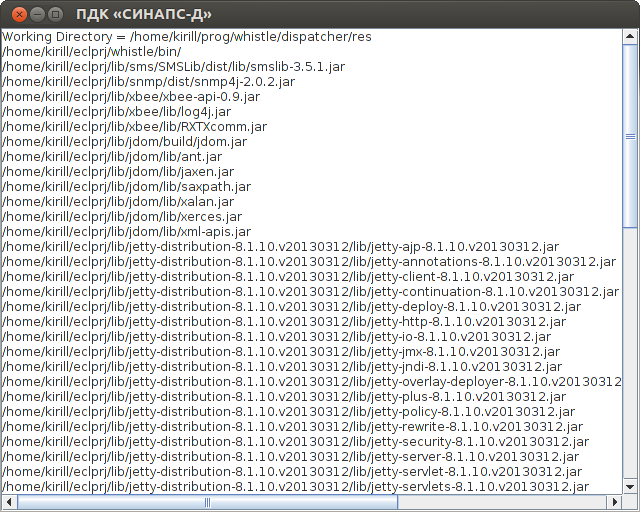 ПДК «СИНАПС-Д»
Working Directory = /home/kirill/prog/whistle/dispatcher/res
/home/kirill/eclprj/whistle/bin/
/home/kirill/eclprj/lib/sms/SMSLib/dist/lib/smslib-3.5.1.jar
/home/kirill/eclprj/lib/snmp/dist/snmp4j-2.0.2.jar
/home/kirill/eclprj/lib/xbee/xbee-api-0.9.jar
/home/kirill/eclprj/lib/xbee/lib/log4j.jar
/home/kirill/eclprj/lib/xbee/lib/RXTXcomm.jar
/home/kirill/eclprj/lib/jdom/build/jdom.jar
/home/kirill/eclprj/lib/jdom/lib/ant.jar
/home/kirill/eclprj/lib/jdom/lib/jaxen.jar
/home/kirill/eclprj/lib/jdom/lib/saxpath.jar
/home/kirill/eclprj/lib/jdom/lib/xalan.jar
/home/kirill/eclprj/lib/jdom/lib/xerces.jar
/home/kirill/eclprj/lib/jdom/lib/xml-apis.jar
/home/kirill/eclprj/lib/jetty-distribution-8.1.10.v20130312/lib/jetty-ajp-8.1.10.v20130312.jar
/home/kirill/eclprj/lib/jetty-distribution-8.1.10.v20130312/lib/jetty-annotations-8.1.10.v20130312.jar
/home/kirill/eclprj/lib/jetty-distribution-8.1.10.v20130312/lib/jetty-client-8.1.10.v20130312.jar
/home/kirill/eclprj/lib/jetty-distribution-8.1.10.v20130312/lib/jetty-continuation-8.1.10.v20130312.jar
/home/kirill/eclprj/lib/jetty-distribution-8.1.10.v20130312/lib/jetty-deploy-8.1.10.v20130312.jar
/home/kirill/eclprj/lib/jetty-distribution-8.1.10.v20130312/lib/jetty-http-8.1.10.v20130312.jar
/home/kirill/eclprj/lib/jetty-distribution-8.1.10.v20130312/lib/jetty-io-8.1.10.v20130312.jar
/home/kirill/eclprj/lib/jetty-distribution-8.1.10.v20130312/lib/jetty-jmx-8.1.10.v20130312.jar
/home/kirill/eclprj/lib/jetty-distribution-8.1.10.v20130312/lib/jetty-jndi-8.1.10.v20130312.jar
/home/kirill/eclprj/lib/jetty-distribution-8.1.10.v20130312/lib/jetty-overlay-deployer-8.1.10.v20130312
/home/kirill/eclprj/lib/jetty-distribution-8.1.10.v20130312/lib/jetty-plus-8.1.10.v20130312.jar
/home/kirill/eclprj/lib/jetty-distribution-8.1.10.v20130312/lib/jetty-policy-8.1.10.v20130312.jar
/home/kirill/eclprj/lib/jetty-distribution-8.1.10.v20130312/lib/jetty-rewrite-8.1.10.v20130312.jar
/home/kirill/eclprj/lib/jetty-distribution-8.1.10.v20130312/lib/jetty-security-8.1.10.v20130312.jar
/home/kirill/eclprj/lib/jetty-distribution-8.1.10.v20130312/lib/jetty-server-8.1.10.v20130312.jar
/home/kirill/eclprj/lib/jetty-distribution-8.1.10.v20130312/lib/jetty-servlet-8.1.10.v20130312.jar
/home/kirill/eclprj/lib/jetty-distribution-8.1.10.v20130312/lib/jetty-servlets-8.1.10.v20130312.jar